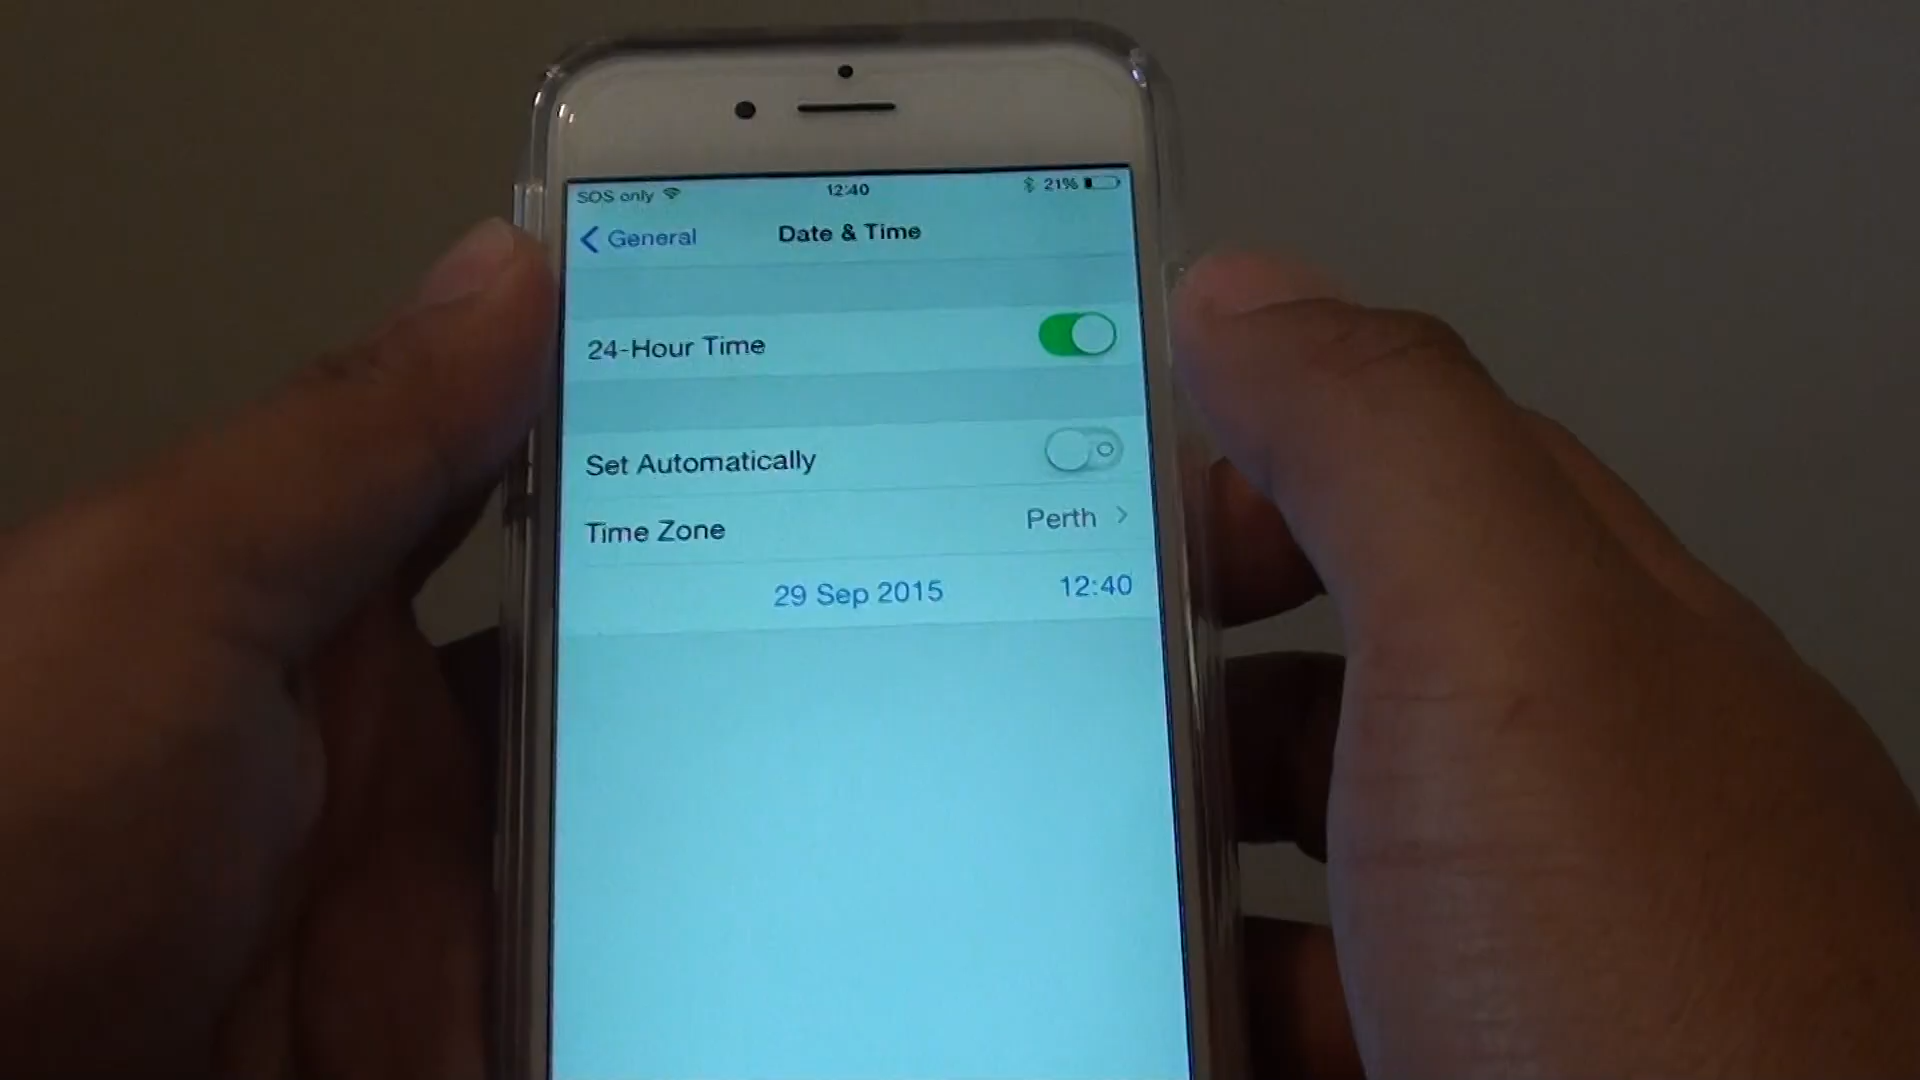 SOS only 12:40 21%
General Date & Time
24-Hour Time
Set Automatically
Time Zone Perth
29 Sep 2015 12:40